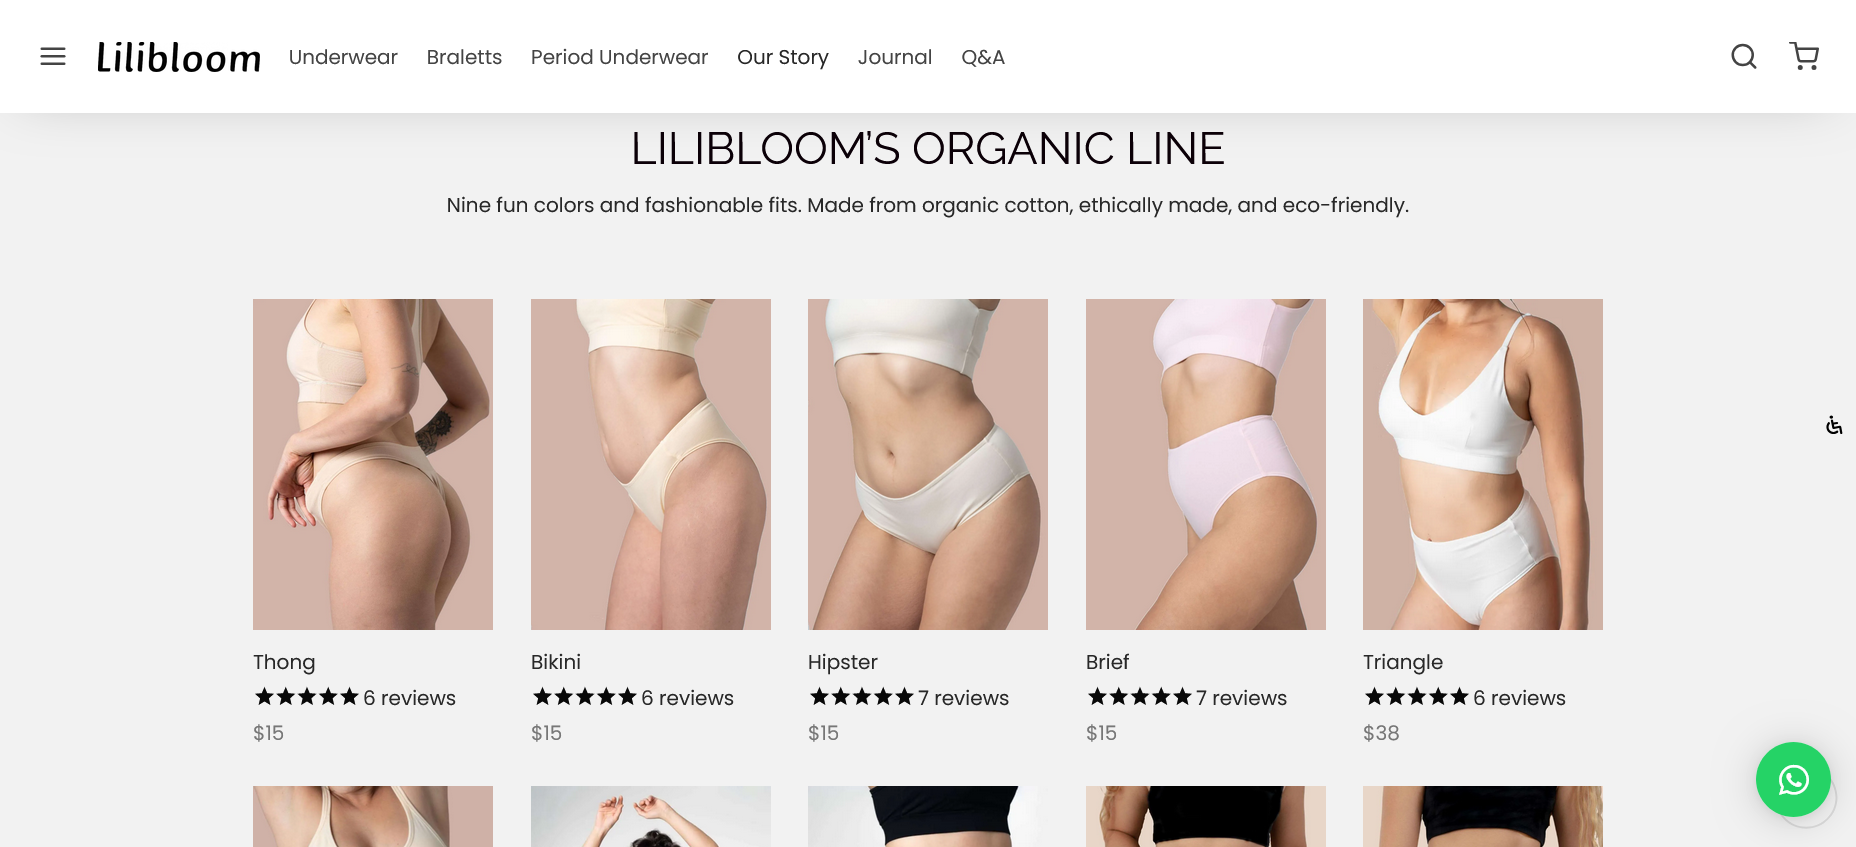 Lilibloom Underwear Braletts Period Underwear Our Story Journal Q&A
LILIBLOOM’S ORGANIC LINE
Nine fun colors and fashionable fits. Made from organic cotton, ethically made, and eco-friendly.
Thong
★★★★★ 6 reviews
$15
Bikini
★★★★★ 6 reviews
$15
Hipster
★★★★★ 7 reviews
$15
Brief
★★★★★ 7 reviews
$15
Triangle
★★★★★ 6 reviews
$38